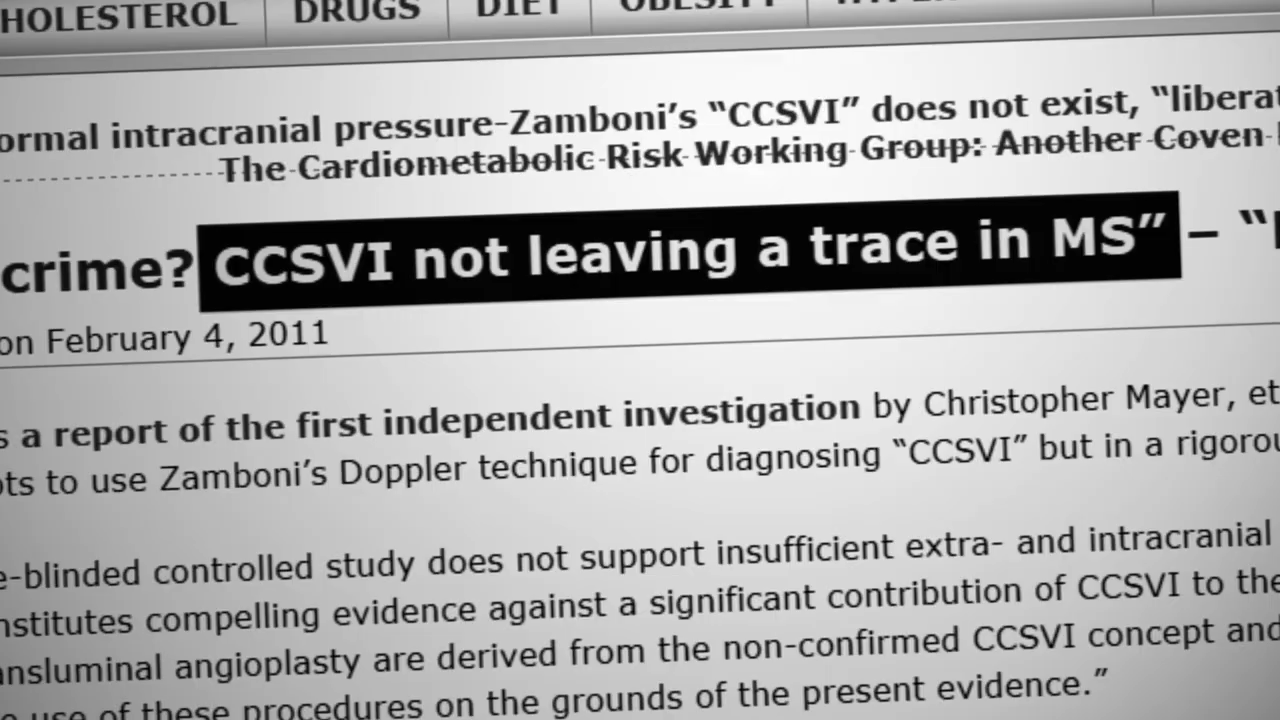 HOLESTEROL DRUGS DIET OBESITY
ormal intracranial pressure-Zamboni’s “CCSVI” does not exist, “liberat
The Cardiometabolic Risk Working Group: Another Coven
crime? CCSVI not leaving a trace in MS” – “
on February 4, 2011
s a report of the first independent investigation by Christopher Mayer, et
pts to use Zamboni’s Doppler technique for diagnosing “CCSVI” but in a rigorou
e-blinded controlled study does not support insufficient extra- and intracranial
nstitutes compelling evidence against a significant contribution of CCSVI to the
ansluminal angioplasty are derived from the non-confirmed CCSVI concept and
e use of these procedures on the grounds of the present evidence.”